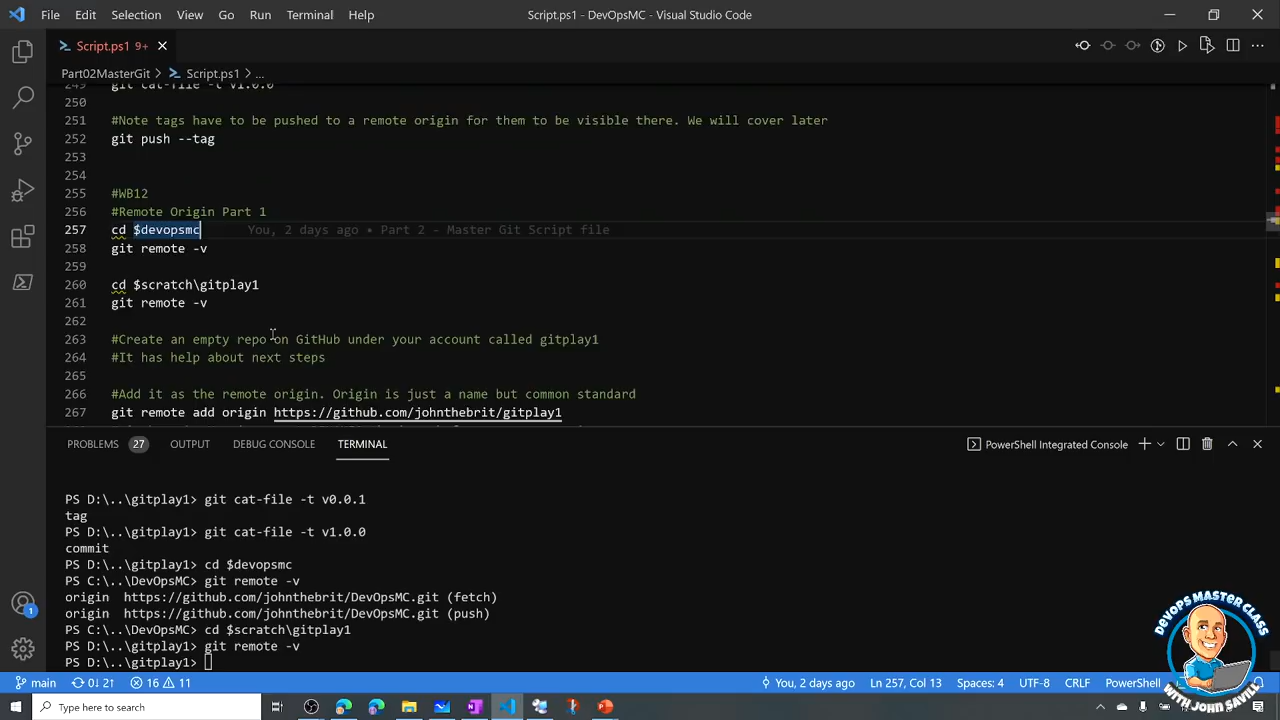 File Edit Selection View Go Run Terminal Help Script.ps1 - DevOpsMC - Visual Studio Code
Script.ps1 9+
Part02MasterGit > Script.ps1 > ...
249 git cat-file -t v1.0.0
250
251 #Note tags have to be pushed to a remote origin for them to be visible there. We will cover later
252 git push --tag
253
254
255 #WB12
256 #Remote Origin Part 1
257 cd $devopsmc You, 2 days ago • Part 2 - Master Git Script file
258 git remote -v
259
260 cd $scratch\gitplay1
261 git remote -v
262
263 #Create an empty repo on GitHub under your account called gitplay1
264 #It has help about next steps
265
266 #Add it as the remote origin. Origin is just a name but common standard
267 git remote add origin https://github.com/johnthebrit/gitplay1
PROBLEMS 27 OUTPUT DEBUG CONSOLE TERMINAL PowerShell Integrated Console
PS D:\..\gitplay1> git cat-file -t v0.0.1
tag
PS D:\..\gitplay1> git cat-file -t v1.0.0
commit
PS D:\..\gitplay1> cd $devopsmc
PS C:\..\DevOpsMC> git remote -v
origin https://github.com/johnthebrit/DevOpsMC.git (fetch)
origin https://github.com/johnthebrit/DevOpsMC.git (push)
PS C:\..\DevOpsMC> cd $scratch\gitplay1
PS D:\..\gitplay1> git remote -v
PS D:\..\gitplay1>
DEVOPS MASTER CLASS
WITH JOHN SAVILL
1
main 0↓ 2↑ 16 11 You, 2 days ago Ln 257, Col 13 Spaces: 4 UTF-8 CRLF PowerShell
Type here to search